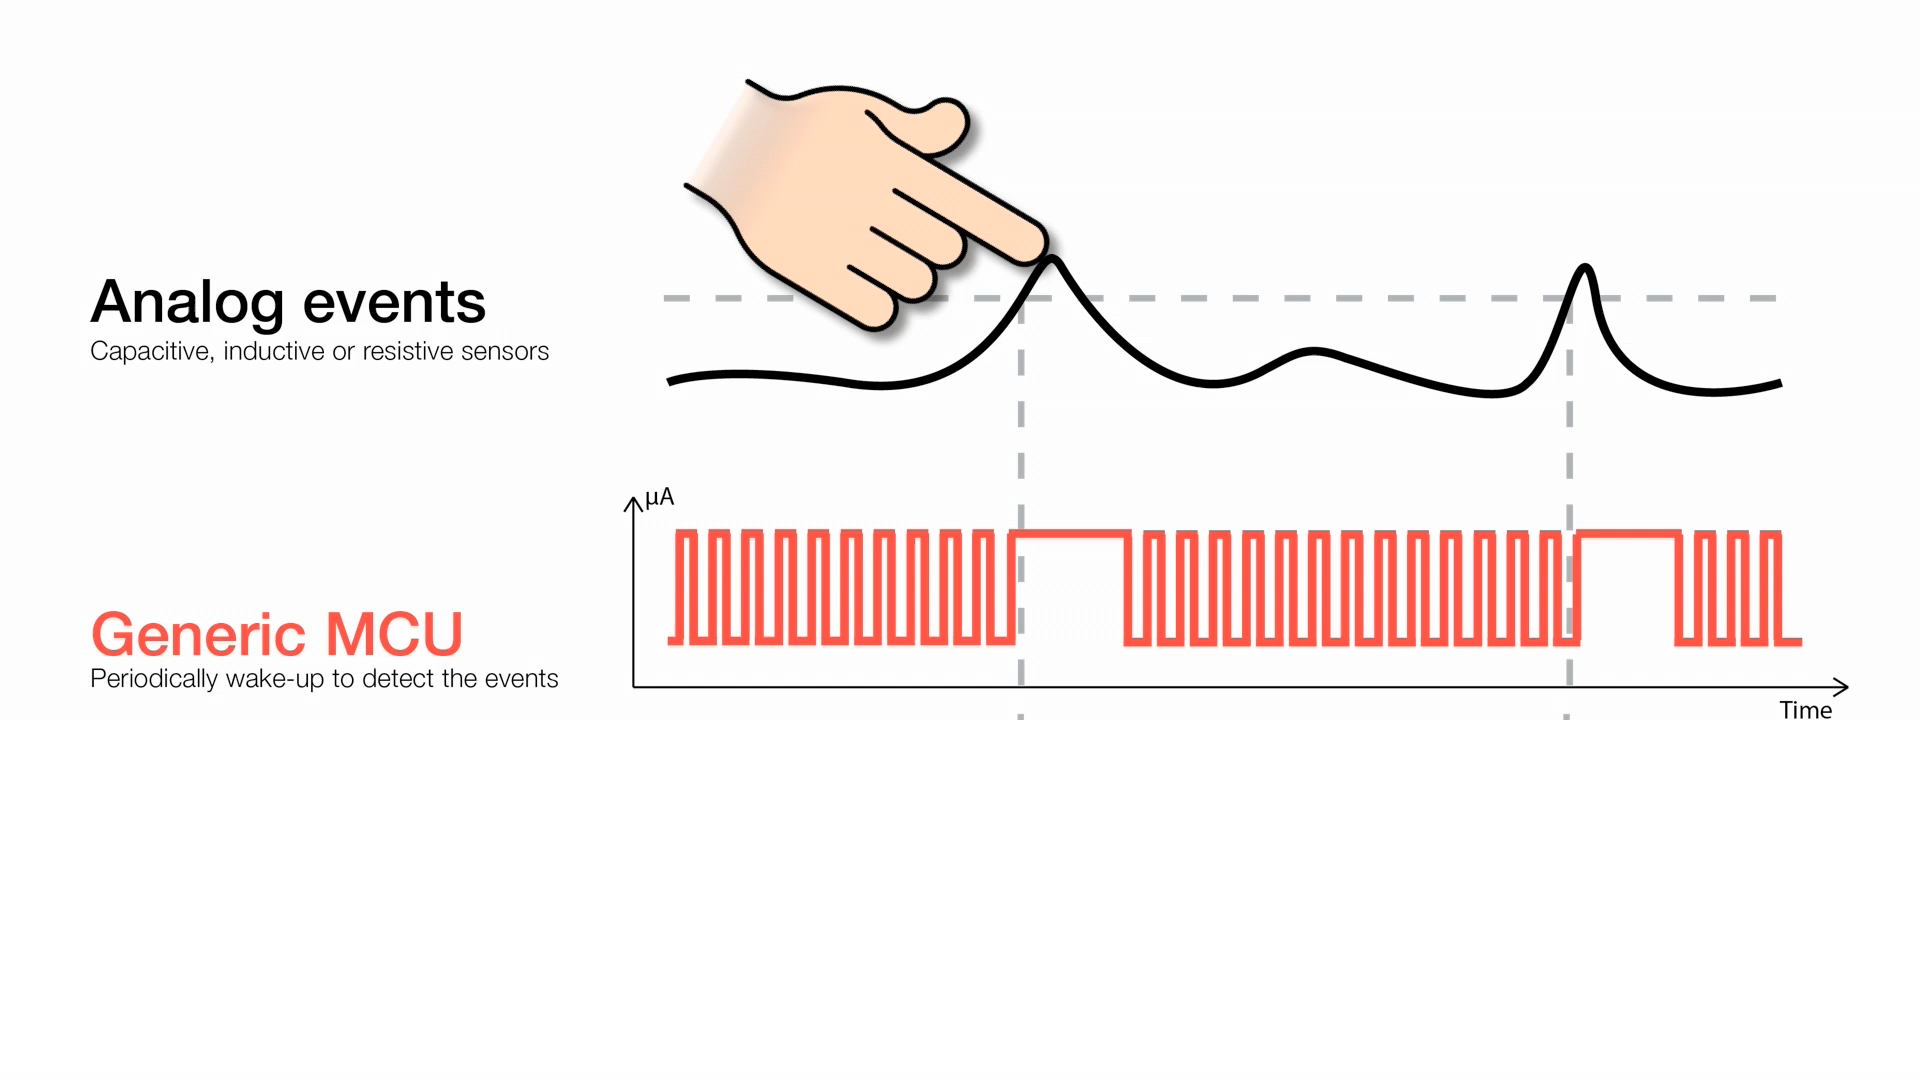 Analog events
Capacitive, inductive or resistive sensors
µA
Generic MCU
Periodically wake-up to detect the events
Time